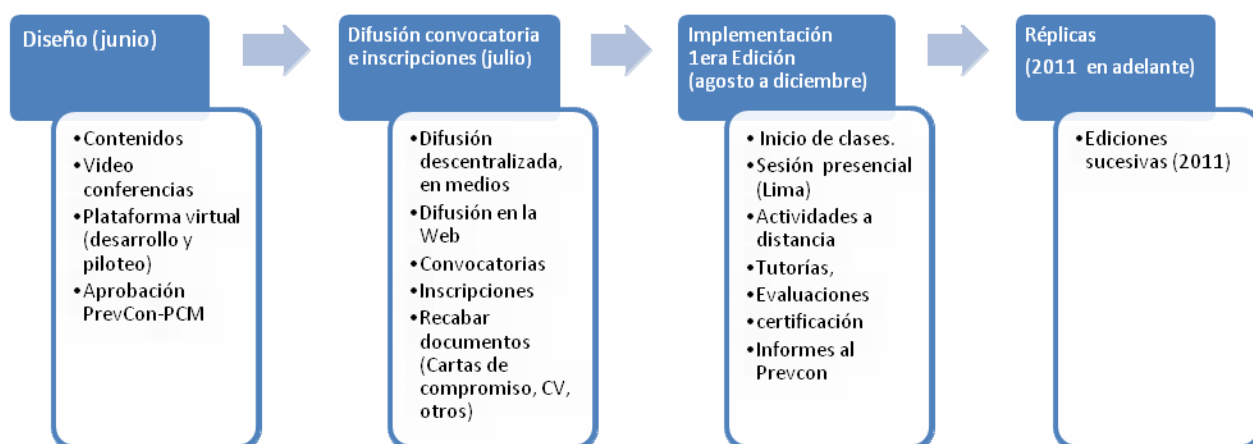 Diseño (junio)
• Contenidos
• Video
conferencias
• Plataforma virtual
(desarrollo y
piloteo)
• Aprobación
PrevCon-PCM
Difusión convocatoria
e inscripciones (julio)
• Difusión
descentralizada,
en medios
• Difusión en la
Web
• Convocatorias
• Inscripciones
• Recabar
documentos
(Cartas de
compromiso, CV,
otros)
Implementación
1era Edición
(agosto a diciembre)
• Inicio de clases.
• Sesión presencial
(Lima)
• Actividades a
distancia
• Tutorías,
• Evaluaciones
• certificación
• Informes al
Prevcon
Réplicas
(2011 en adelante)
• Ediciones
sucesivas (2011)